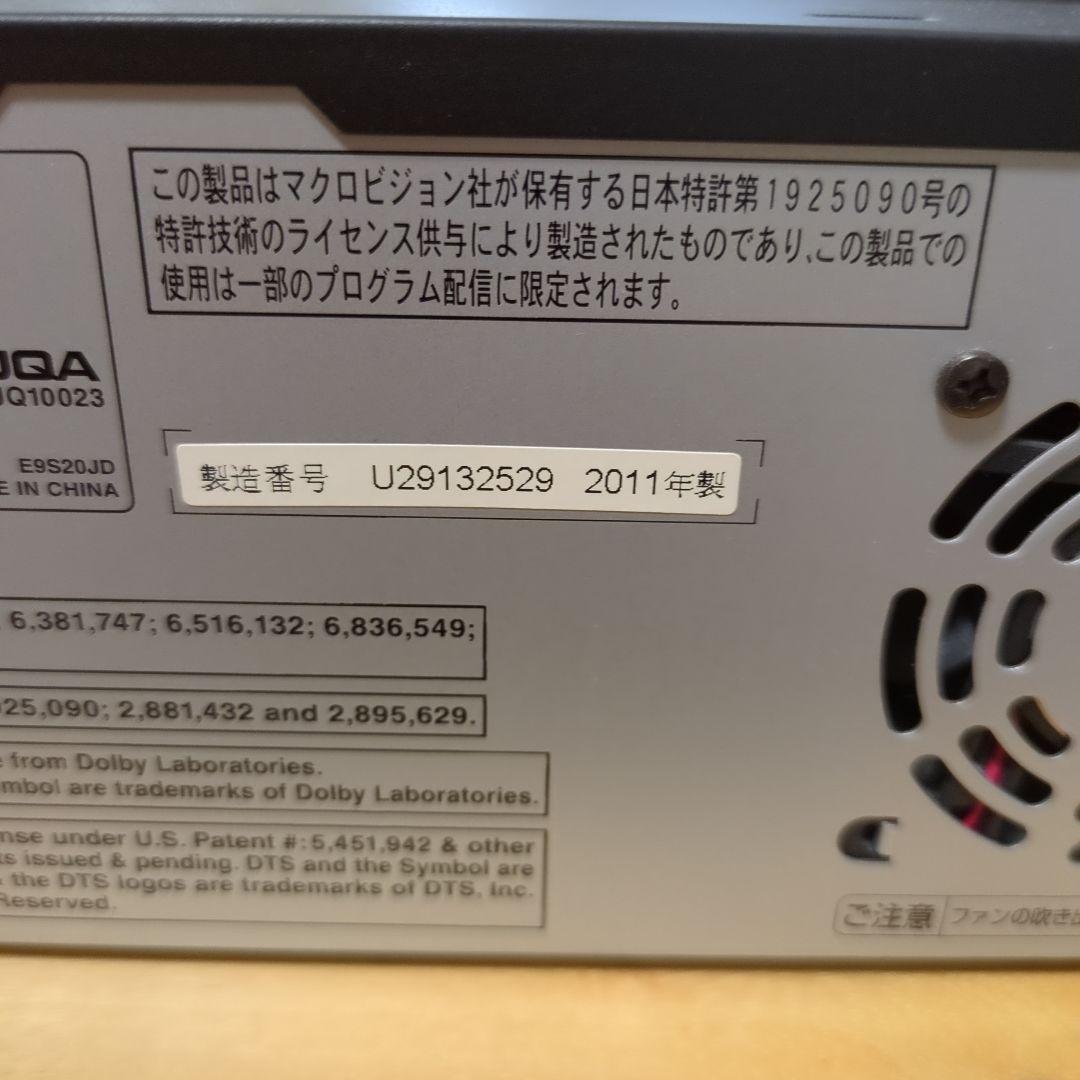 この製品はマクロビジョン社が保有する日本特許第1925090号の
特許技術のライセンス供与により製造されたものであり、この製品での
使用は一部のプログラム配信に限定されます。
JQA
JQ10023
E9S20JD
E IN CHINA
製造番号 U29132529 2011年製
6,381,747; 6,516,132; 6,836,549;
25,090; 2,881,432 and 2,895,629.
e from Dolby Laboratories.
mbol are trademarks of Dolby Laboratories.
nse under U.S. Patent #: 5,451,942 & other
ts issued & pending. DTS and the Symbol are
& the DTS logos are trademarks of DTS, Inc.
Reserved.
ご注意 ファンの吹き出